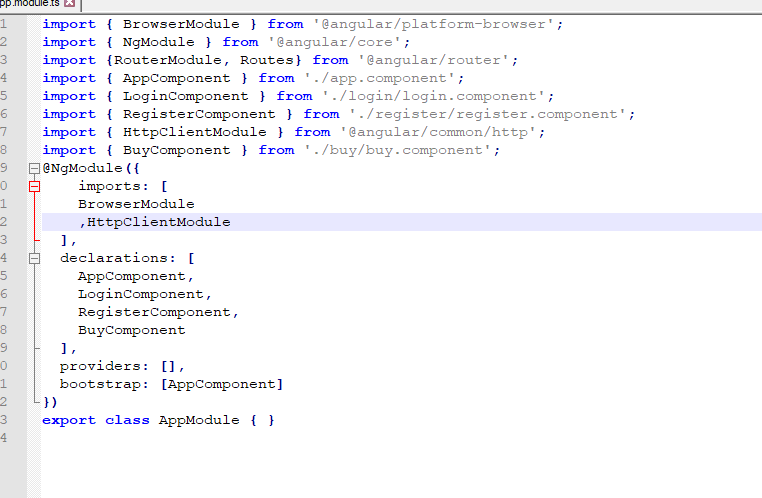 pp.module.ts
1 import { BrowserModule } from '@angular/platform-browser';
2 import { NgModule } from '@angular/core';
3 import {RouterModule, Routes} from '@angular/router';
4 import { AppComponent } from './app.component';
5 import { LoginComponent } from './login/login.component';
6 import { RegisterComponent } from './register/register.component';
7 import { HttpClientModule } from '@angular/common/http';
8 import { BuyComponent } from './buy/buy.component';
9 @NgModule({
0     imports: [
1     BrowserModule
2     ,HttpClientModule
3   ],
4   declarations: [
5     AppComponent,
6     LoginComponent,
7     RegisterComponent,
8     BuyComponent
9   ],
0   providers: [],
1   bootstrap: [AppComponent]
2 })
3 export class AppModule { }
4